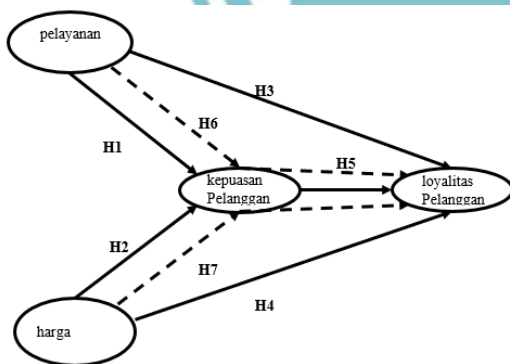 pelayanan
H3
H6
H1
kepuasan
Pelanggan
H5
loyalitas
Pelanggan
H2
H7
H4
harga